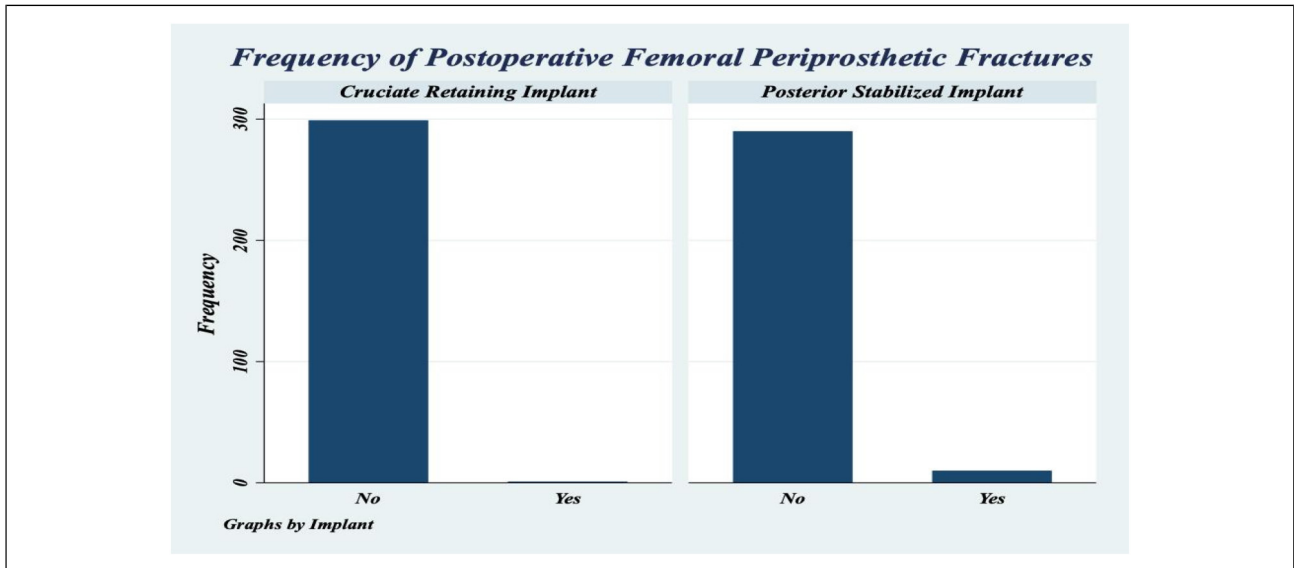 Frequency of Postoperative Femoral Periprosthetic Fractures
Cruciate Retaining Implant
Posterior Stabilized Implant
Frequency
300
200
100
0
No
Yes
No
Yes
Graphs by Implant